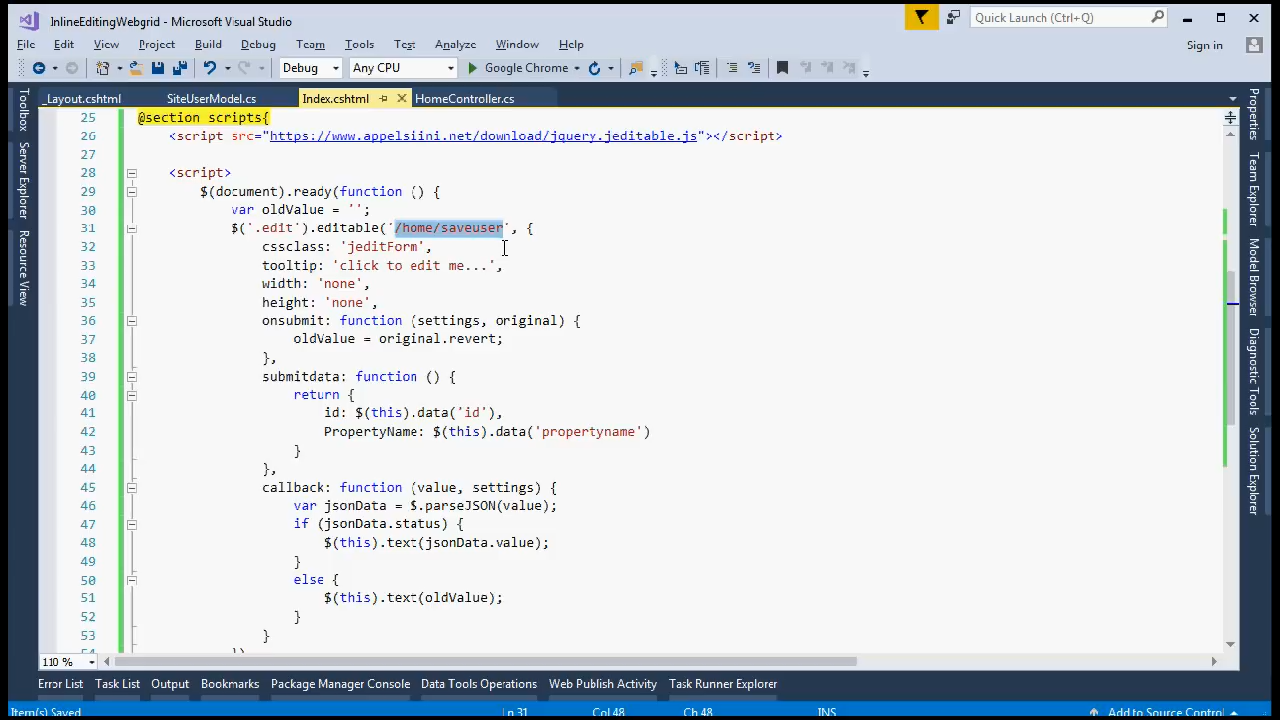 InlineEditingWebgrid - Microsoft Visual Studio
Quick Launch (Ctrl+Q)
File Edit View Project Build Debug Team Tools Test Analyze Window Help
Sign in
Debug Any CPU Google Chrome
_Layout.cshtml SiteUserModel.cs Index.cshtml HomeController.cs
Toolbox
Server Explorer
Resource View
25 @section scripts{
26 <script src="https://www.appelsiini.net/download/jquery.jeditable.js"></script>
27
28 <script>
29 $(document).ready(function () {
30 var oldValue = '';
31 $('.edit').editable('/home/saveuser', {
32 cssclass: 'jeditForm',
33 tooltip: 'click to edit me...',
34 width: 'none',
35 height: 'none',
36 onsubmit: function (settings, original) {
37 oldValue = original.revert;
38 },
39 submitdata: function () {
40 return {
41 id: $(this).data('id'),
42 PropertyName: $(this).data('propertyname')
43 }
44 },
45 callback: function (value, settings) {
46 var jsonData = $.parseJSON(value);
47 if (jsonData.status) {
48 $(this).text(jsonData.value);
49 }
50 else {
51 $(this).text(oldValue);
52 }
53 }
54 })
Properties
Team Explorer
Model Browser
Diagnostic Tools
Solution Explorer
110 %
Error List Task List Output Bookmarks Package Manager Console Data Tools Operations Web Publish Activity Task Runner Explorer
Item(s) Saved Ln 31 Col 48 Ch 48 INS Add to Source Control